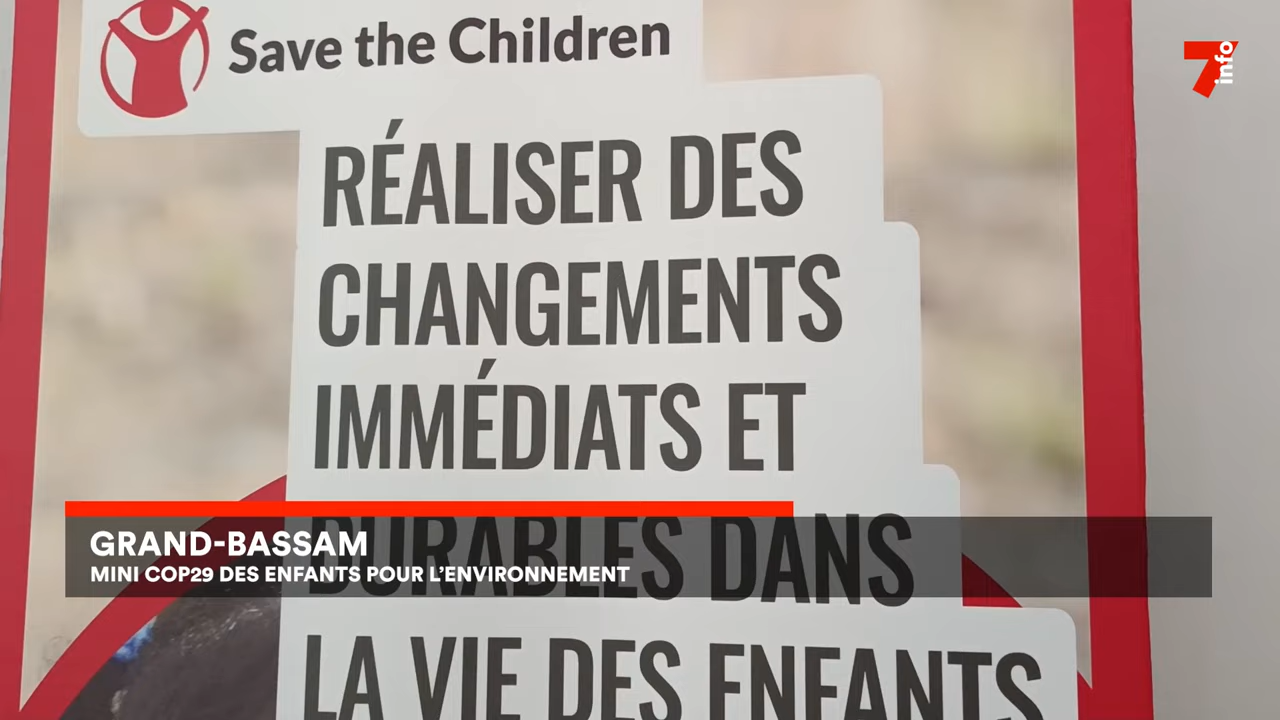 Save the Children
7info
RÉALISER DES
CHANGEMENTS
IMMÉDIATS ET
DURABLES DANS
LA VIE DES ENFANTS
GRAND-BASSAM
MINI COP29 DES ENFANTS POUR L'ENVIRONNEMENT